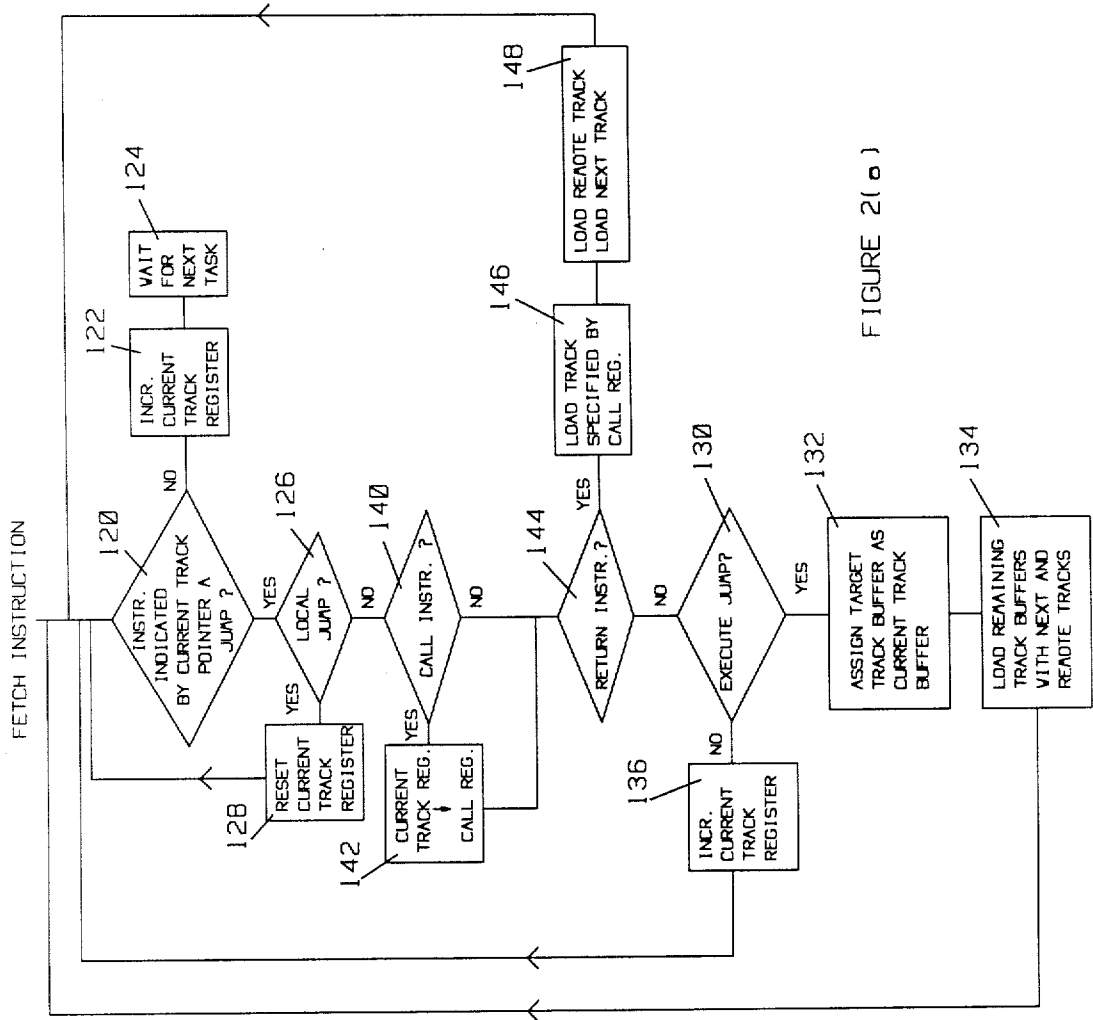 FETCH INSTRUCTION
120
INSTR.
INDICATED
BY CURRENT TRACK
POINTER A
JUMP ?
NO
YES
122
INCR.
CURRENT
TRACK
REGISTER
124
WAIT
FOR
NEXT
TASK
126
LOCAL
JUMP ?
YES
NO
128
RESET
CURRENT
TRACK
REGISTER
140
CALL INSTR. ?
YES
NO
142
CURRENT
TRACK REG.
CALL REG.
144
RETURN INSTR.?
YES
NO
146
LOAD TRACK
SPECIFIED BY
CALL REG.
148
LOAD REMOTE TRACK
LOAD NEXT TRACK
130
EXECUTE JUMP?
NO
YES
136
INCR.
CURRENT
TRACK
REGISTER
132
ASSIGN TARGET
TRACK BUFFER AS
CURRENT TRACK
BUFFER
134
LOAD REMAINING
TRACK BUFFERS
WITH NEXT AND
REMOTE TRACKS
FIGURE 2(a)